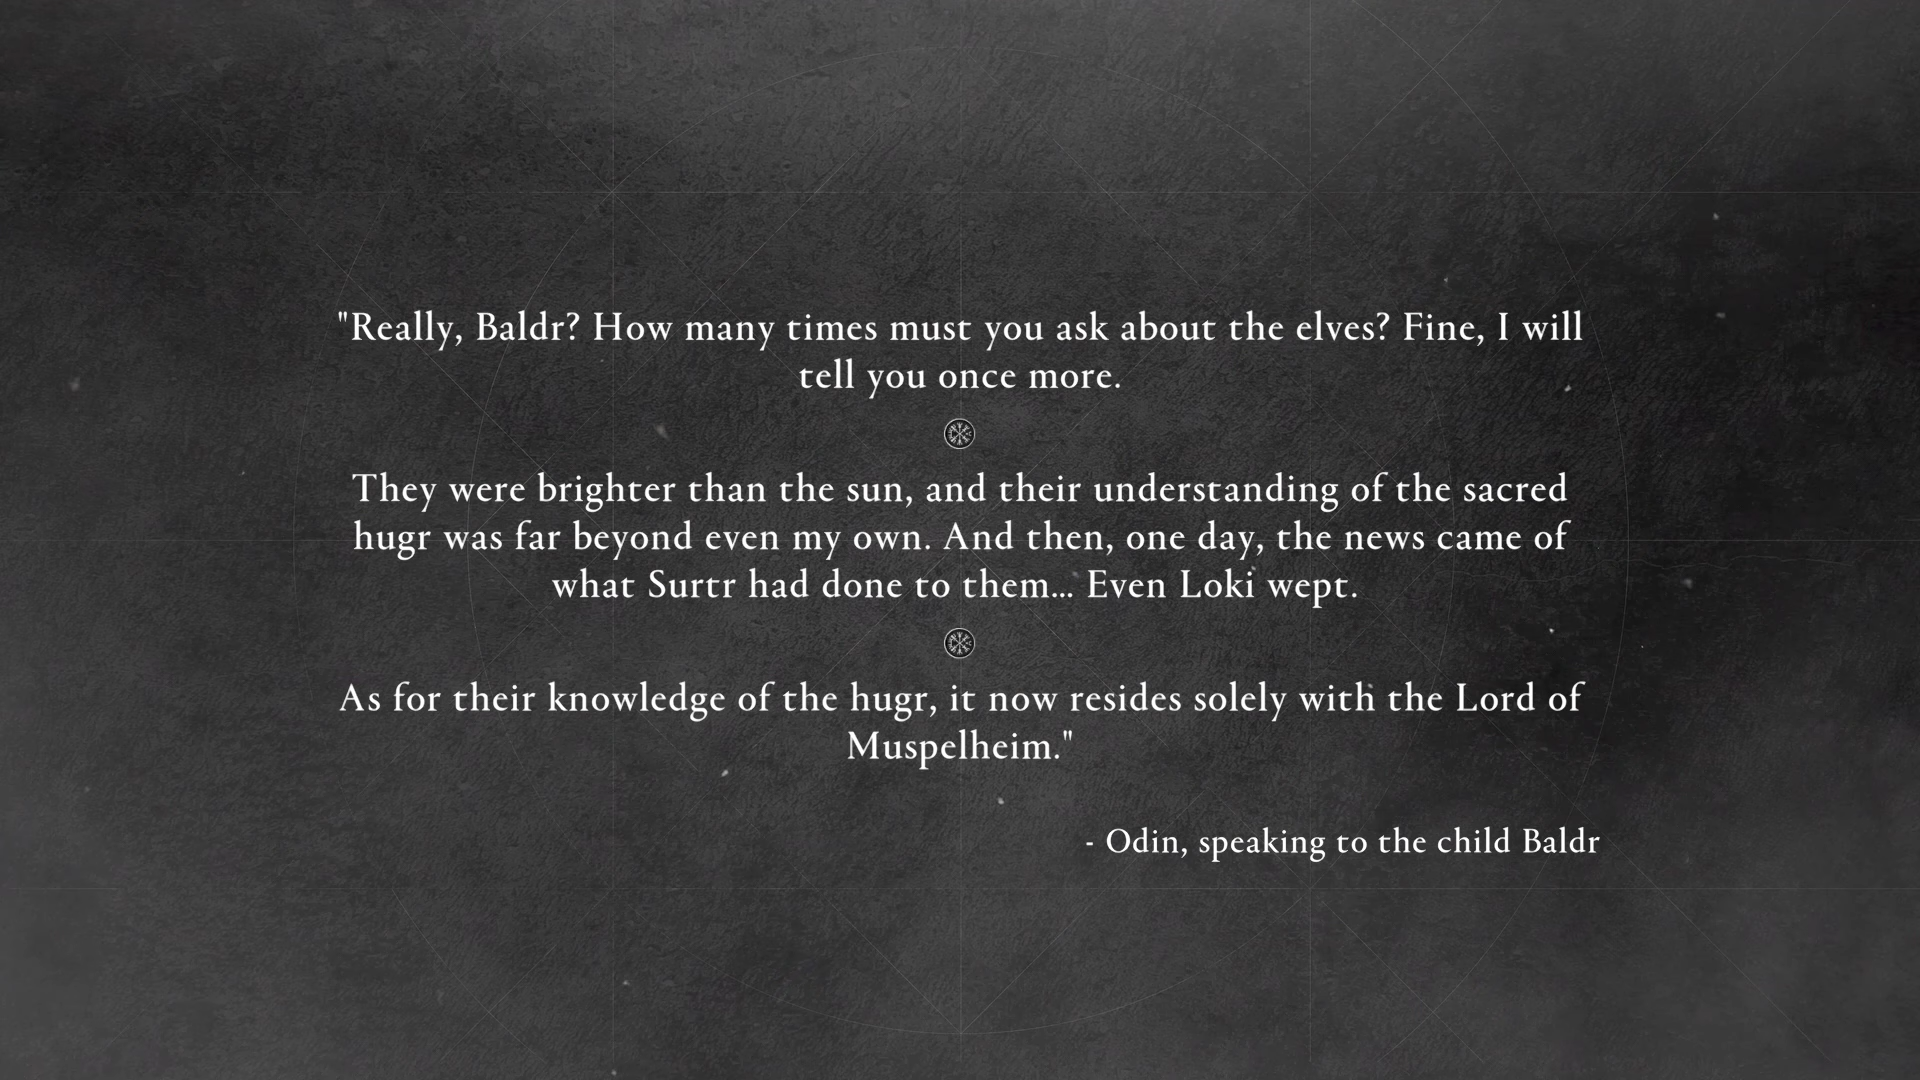 "Really, Baldr? How many times must you ask about the elves? Fine, I will
tell you once more.
They were brighter than the sun, and their understanding of the sacred
hugr was far beyond even my own. And then, one day, the news came of
what Surtr had done to them... Even Loki wept.
As for their knowledge of the hugr, it now resides solely with the Lord of
Muspelheim."
- Odin, speaking to the child Baldr